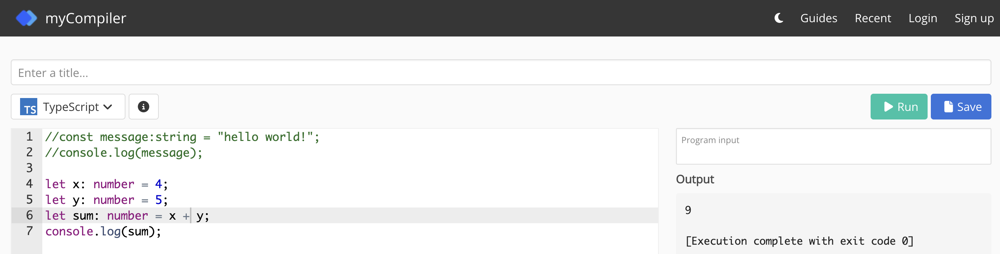 myCompiler
Guides Recent Login Sign up
Enter a title...
TS TypeScript
Run Save
1 //const message:string = "hello world!";
2 //console.log(message);
3
4 let x: number = 4;
5 let y: number = 5;
6 let sum: number = x + y;
7 console.log(sum);
Program input
Output
9
[Execution complete with exit code 0]